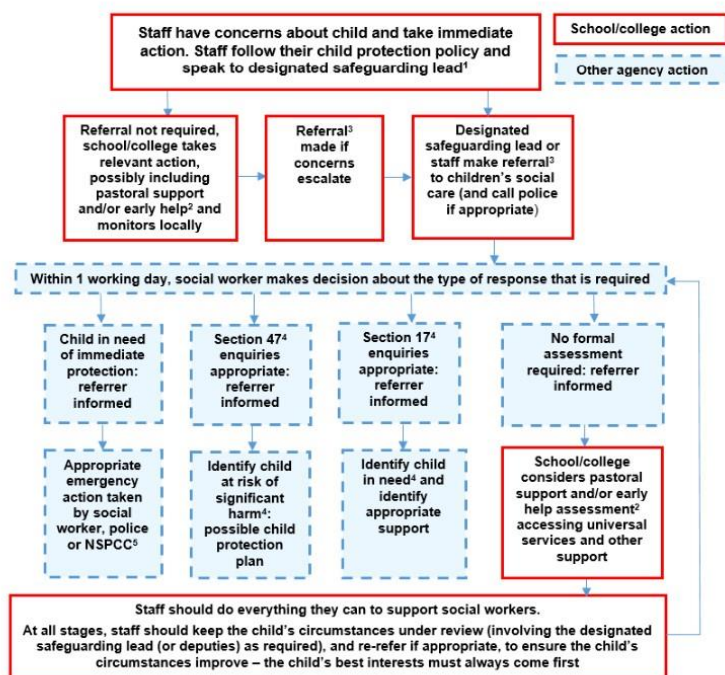 Staff have concerns about child and take immediate
action. Staff follow their child protection policy and
speak to designated safeguarding lead¹
School/college action
Other agency action
Referral not required,
school/college takes
relevant action,
possibly including
pastoral support
and/or early help² and
monitors locally
Referral³
made if
concerns
escalate
Designated
safeguarding lead or
staff make referral³
to children’s social
care (and call police
if appropriate)
Within 1 working day, social worker makes decision about the type of response that is required
Child in need
of immediate
protection:
referrer
informed
Section 47⁴
enquiries
appropriate:
referrer
informed
Section 17⁴
enquiries
appropriate:
referrer
informed
No formal
assessment
required: referrer
informed
Appropriate
emergency
action taken
by social
worker, police
or NSPCC⁵
Identify child
at risk of
significant
harm⁴:
possible child
protection
plan
Identify child
in need⁴ and
identify
appropriate
support
School/college
considers pastoral
support and/or early
help assessment²
accessing universal
services and other
support
Staff should do everything they can to support social workers.
At all stages, staff should keep the child’s circumstances under review (involving the designated
safeguarding lead (or deputies) as required), and re-refer if appropriate, to ensure the child’s
circumstances improve – the child’s best interests must always come first